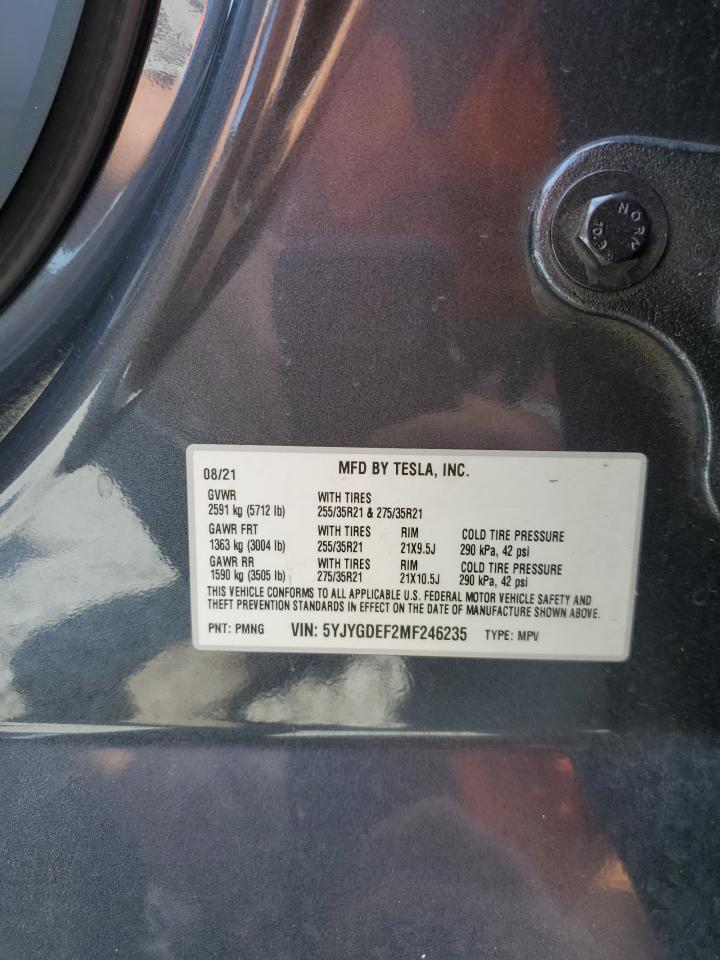 NORM
10.9
08/21 MFD BY TESLA, INC.
GVWR WITH TIRES
2591 kg (5712 lb) 255/35R21 & 275/35R21
GAWR FRT WITH TIRES RIM COLD TIRE PRESSURE
1363 kg (3004 lb) 255/35R21 21X9.5J 290 kPa, 42 psi
GAWR RR WITH TIRES RIM COLD TIRE PRESSURE
1590 kg (3505 lb) 275/35R21 21X10.5J 290 kPa, 42 psi
THIS VEHICLE CONFORMS TO ALL APPLICABLE U.S. FEDERAL MOTOR VEHICLE SAFETY AND
THEFT PREVENTION STANDARDS IN EFFECT ON THE DATE OF MANUFACTURE SHOWN ABOVE.
PNT: PMNG VIN: 5YJYGDEF2MF246235 TYPE: MPV